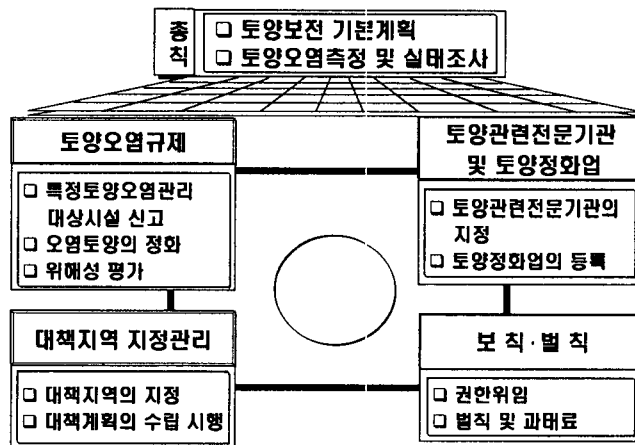 총칙
❑ 토양보전 기본계획
❑ 토양오염측정 및 실태조사
토양오염규제
❑ 특정토양오염관리
대상시설 신고
❑ 오염토양의 정화
❑ 위해성 평가
토양관련전문기관
및 토양정화업
❑ 토양관련전문기관의
지정
❑ 토양정화업의 등록
대책지역 지정관리
❑ 대책지역의 지정
❑ 대책계획의 수립 시행
보 칙 · 벌 칙
❑ 권한위임
❑ 벌칙 및 과태료